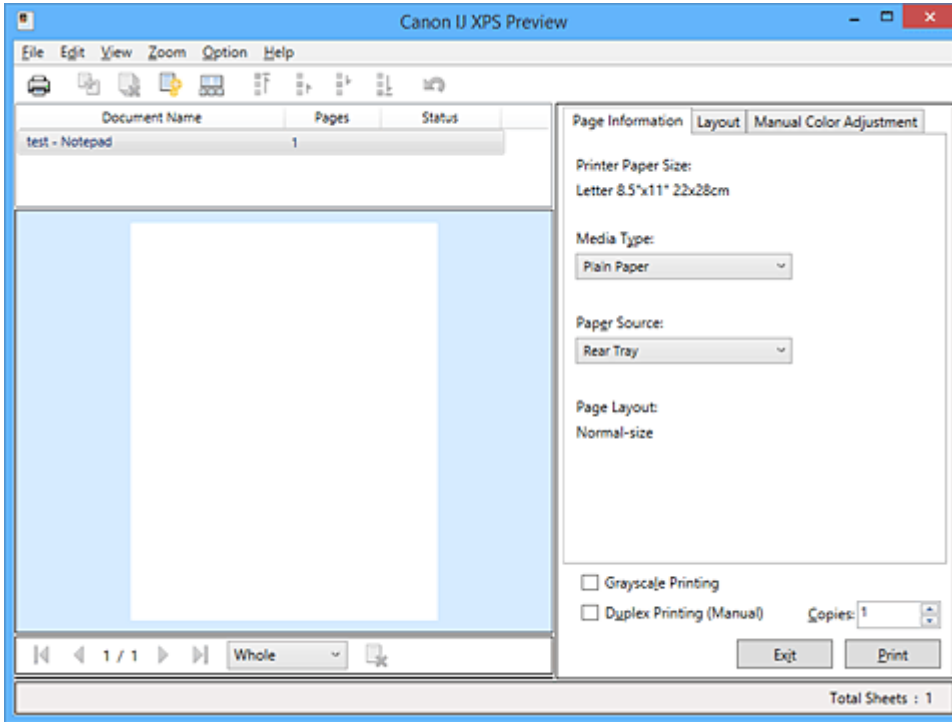 Canon IJ XPS Preview
File Edit View Zoom Option Help
Document Name Pages Status
test - Notepad 1
Page Information Layout Manual Color Adjustment
Printer Paper Size:
Letter 8.5"x11" 22x28cm
Media Type:
Plain Paper
Paper Source:
Rear Tray
Page Layout:
Normal-size
Grayscale Printing
Duplex Printing (Manual) Copies: 1
1 / 1 Whole
Exit Print
Total Sheets : 1